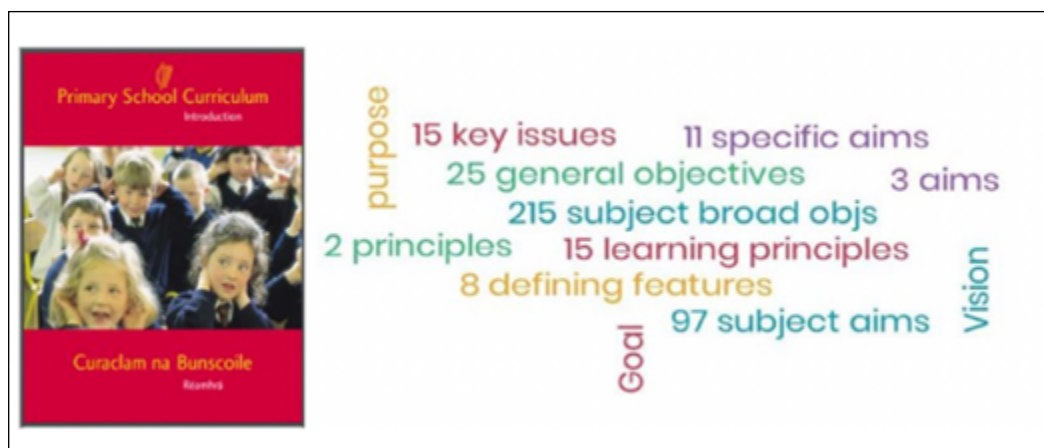 Primary School Curriculum
Introduction
Curaclam na Bunscoile
Réamhrá
purpose
15 key issues
11 specific aims
25 general objectives
3 aims
215 subject broad objs
2 principles
15 learning principles
8 defining features
97 subject aims
Goal
Vision